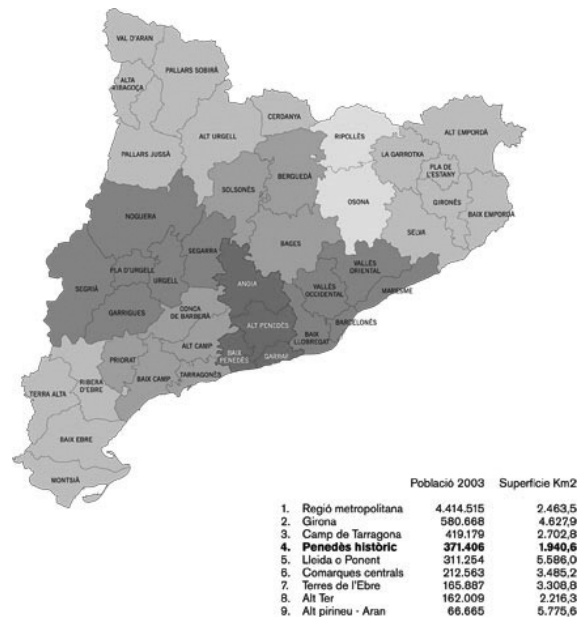 VAL D'ARAN
PALLARS SOBIRÀ
ALTA
RIBAGOÇA
CERDANYA
ALT URGELL
RIPOLLÈS
ALT EMPORDÀ
PALLARS JUSSÀ
LA GARROTXA
PLA DE
L'ESTANY
BERGUEDÀ
SOLSONÈS
OSONA
GIRONÈS
BAIX EMPORDÀ
NOGUERA
SELVA
BAGES
SEGARRA
VALLÈS
ORIENTAL
PLA D'URGELL
URGELL
ANOIA
VALLÈS
OCCIDENTAL
SEGRIÀ
MARESME
GARRIGUES
CONCA
DE BARBERÀ
ALT PENEDÈS
BARCELONÈS
BAIX
LLOBREGAT
ALT CAMP
PRIORAT
BAIX
PENEDÈS
GARRAF
TERRA ALTA
RIBERA
D'EBRE
BAIX CAMP
TARRAGONÈS
BAIX EBRE
MONTSIÀ
Població 2003 Superfície Km2
1. Regió metropolitana 4.414.515 2.463,5
2. Girona 580.668 4.627,9
3. Camp de Tarragona 419.179 2.702,8
4. Penedès històric 371.406 1.940,6
5. Lleida o Ponent 311.254 5.586,0
6. Comarques centrals 212.563 3.485,2
7. Terres de l'Ebre 165.887 3.308,8
8. Alt Ter 162.009 2.216,3
9. Alt pirineu - Aran 66.665 5.775,6